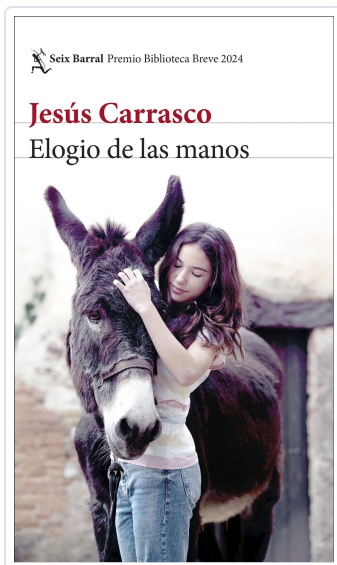 Seix Barral Premio Biblioteca Breve 2024
Jesús Carrasco
Elogio de las manos